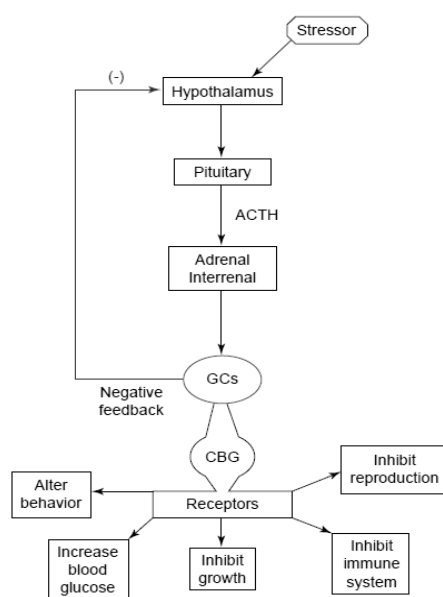 Stressor
(-)
Hypothalamus
Pituitary
ACTH
Adrenal
Interrenal
GCs
Negative
feedback
CBG
Inhibit
reproduction
Alter
behavior
Receptors
Increase
blood
glucose
Inhibit
growth
Inhibit
immune
system